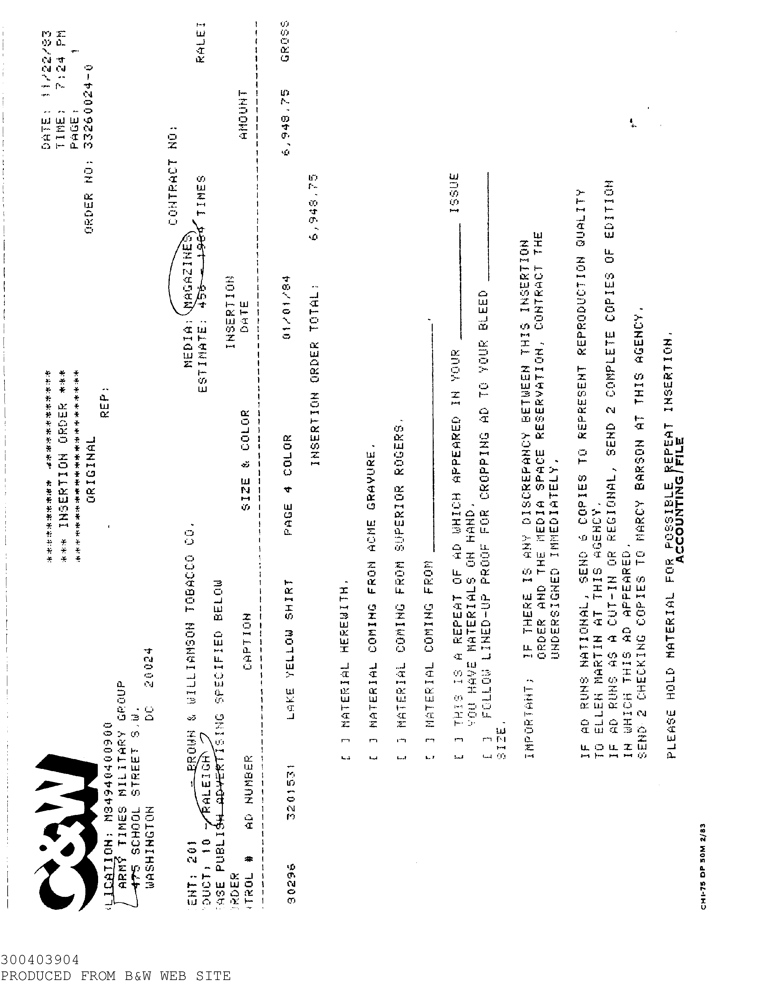 C&W
DATE: 11/22/83
TIME: 7:24 PM
PAGE: 1
ORDER NO: 33260024-0
*** INSERTION ORDER ***
ORIGINAL
REP:
LICATION: M84940400900
ARMY TIMES MILITARY GROUP
475 SCHOOL STREET S.W.
WASHINGTON DC 20024
CONTRACT NO:
ENT: 201 - BROWN & WILLIAMSON TOBACCO CO. MEDIA: MAGAZINES
DUCT: 10 - RALEIGH ESTIMATE: 456 - 1984 TIMES RALEI
ASE PUBLISH ADVERTISING SPECIFIED BELOW
RDER INSERTION
TROL # AD NUMBER CAPTION SIZE & COLOR DATE AMOUNT
90296 3201531 LAKE YELLOW SHIRT PAGE 4 COLOR 01/01/84 6,948.75 GROSS
INSERTION ORDER TOTAL: 6,948.75
[ ] MATERIAL HEREWITH.
[ ] MATERIAL COMING FROM ACME GRAVURE.
[ ] MATERIAL COMING FROM SUPERIOR ROGERS.
[ ] MATERIAL COMING FROM ____________________.
[ ] THIS IS A REPEAT OF AD WHICH APPEARED IN YOUR __________ ISSUE
YOU HAVE MATERIALS ON HAND.
[ ] FOLLOW LINED-UP PROOF FOR CROPPING AD TO YOUR BLEED __________
SIZE.
IMPORTANT: IF THERE IS ANY DISCREPANCY BETWEEN THIS INSERTION
ORDER AND THE MEDIA SPACE RESERVATION, CONTRACT THE
UNDERSIGNED IMMEDIATELY.
IF AD RUNS NATIONAL, SEND 6 COPIES TO REPRESENT REPRODUCTION QUALITY
TO ELLEN MARTIN AT THIS AGENCY.
IF AD RUNS AS A CUT-IN OR REGIONAL, SEND 2 COMPLETE COPIES OF EDITION
IN WHICH THIS AD APPEARED.
SEND 2 CHECKING COPIES TO MARCY BARSON AT THIS AGENCY.
PLEASE HOLD MATERIAL FOR POSSIBLE REPEAT INSERTION.
ACCOUNTING/FILE
CHI-75 DP 50M 2/83
300403904
PRODUCED FROM B&W WEB SITE